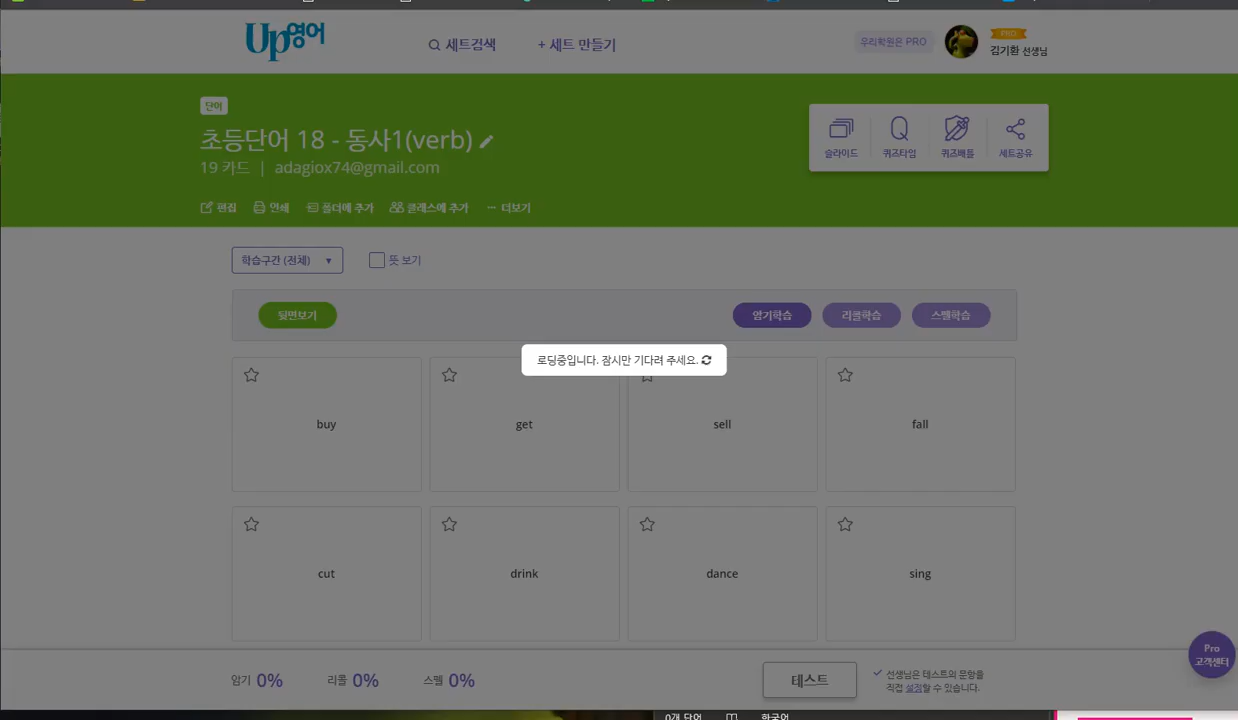 Up영어
세트검색
+ 세트 만들기
우리학원은 PRO
PRO
김기환 선생님
단어
초등단어 18 - 동사1(verb)
19 카드 | adagiox74@gmail.com
슬라이드
퀴즈타임
퀴즈배틀
세트공유
편집
인쇄
폴더에 추가
클래스에 추가
··· 더보기
학습구간 (전체) ▼
뜻 보기
뒷면보기
암기학습
리콜학습
스펠학습
로딩중입니다. 잠시만 기다려 주세요.
buy
get
sell
fall
cut
drink
dance
sing
암기 0%
리콜 0%
스펠 0%
테스트
선생님은 테스트의 문항을
직접 설정할 수 있습니다.
Pro
고객센터
0개 단어
한국어